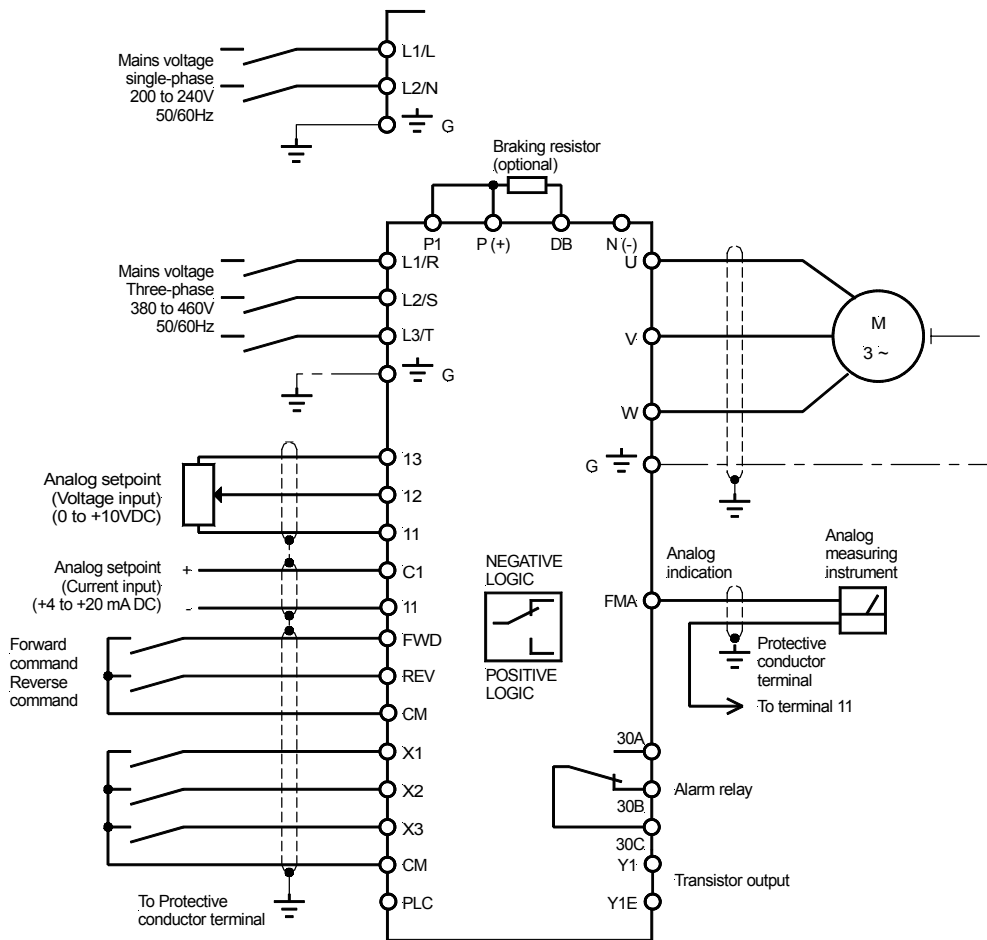 Mains voltage
single-phase
200 to 240V
50/60Hz
L1/L
L2/N
G
Braking resistor
(optional)
P1
P (+)
DB
N (-)
Mains voltage
Three-phase
380 to 460V
50/60Hz
L1/R
L2/S
L3/T
G
U
V
W
G
M
3 ~
Analog setpoint
(Voltage input)
(0 to +10VDC)
13
12
11
Analog setpoint
(Current input)
(+4 to +20 mA DC)
+
-
C1
11
Forward
command
Reverse
command
FWD
REV
CM
X1
X2
X3
CM
PLC
To Protective
conductor terminal
NEGATIVE
LOGIC
POSITIVE
LOGIC
FMA
Analog
indication
Analog
measuring
instrument
Protective
conductor
terminal
To terminal 11
30A
30B
30C
Alarm relay
Y1
Y1E
Transistor output